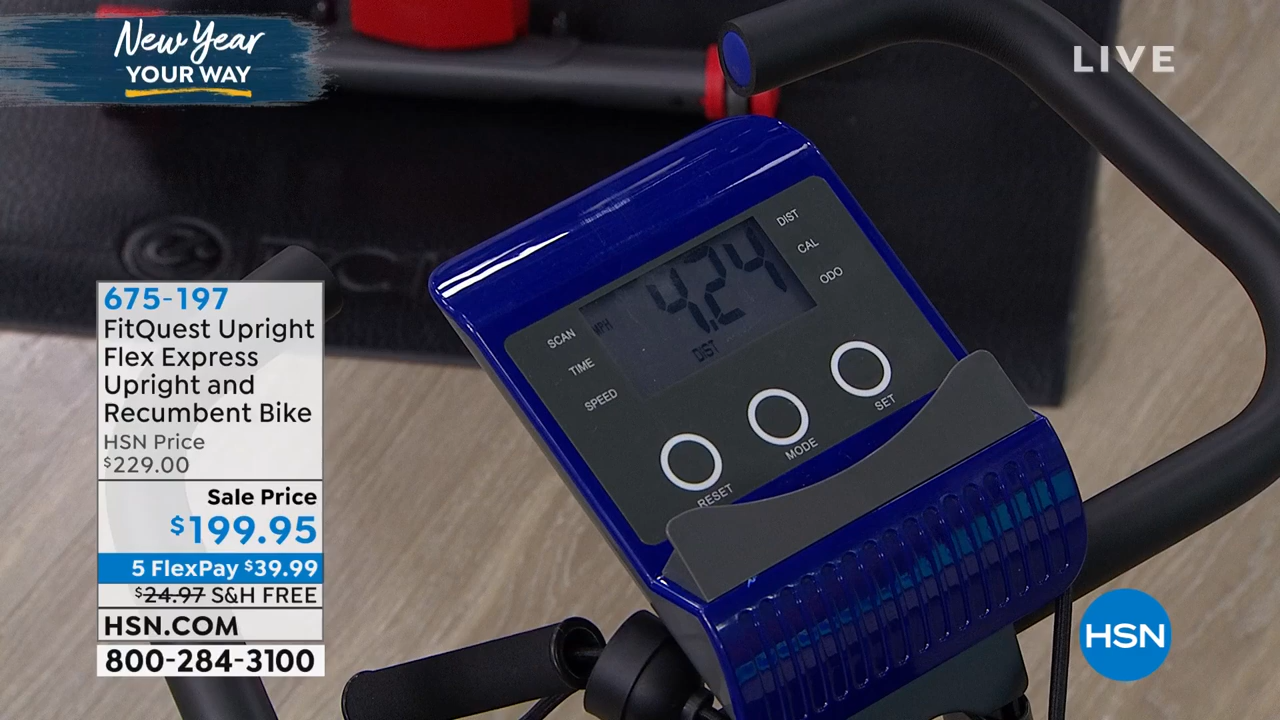 New Year
YOUR WAY
LIVE
675-197
FitQuest Upright
Flex Express
Upright and
Recumbent Bike
HSN Price
$229.00
Sale Price
$199.95
5 FlexPay $39.99
$24.97 S&H FREE
HSN.COM
800-284-3100
DIST
CAL
ODO
4.24
MPH
DIST
SCAN
TIME
SPEED
SET
MODE
RESET
HSN